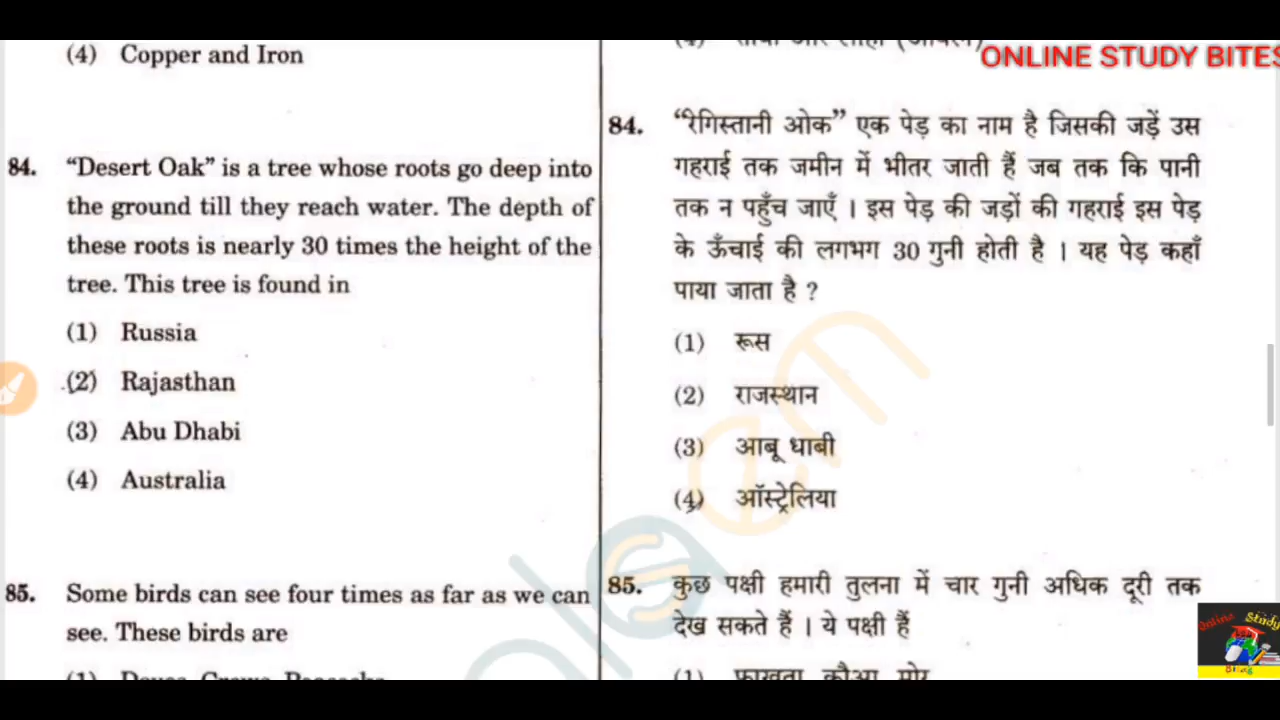 (4) Copper and Iron
84. “Desert Oak” is a tree whose roots go deep into
the ground till they reach water. The depth of
these roots is nearly 30 times the height of the
tree. This tree is found in
(1) Russia
(2) Rajasthan
(3) Abu Dhabi
(4) Australia
85. Some birds can see four times as far as we can
see. These birds are
ONLINE STUDY BITES
84. “रेगिस्तानी ओक” एक पेड़ का नाम है जिसकी जड़ें उस
गहराई तक जमीन में भीतर जाती हैं जब तक कि पानी
तक न पहुँच जाएँ । इस पेड़ की जड़ों की गहराई इस पेड़
के ऊँचाई की लगभग 30 गुनी होती है । यह पेड़ कहाँ
पाया जाता है ?
(1) रूस
(2) राजस्थान
(3) आबू धाबी
(4) ऑस्ट्रेलिया
85. कुछ पक्षी हमारी तुलना में चार गुनी अधिक दूरी तक
देख सकते हैं । ये पक्षी हैं
Online Study